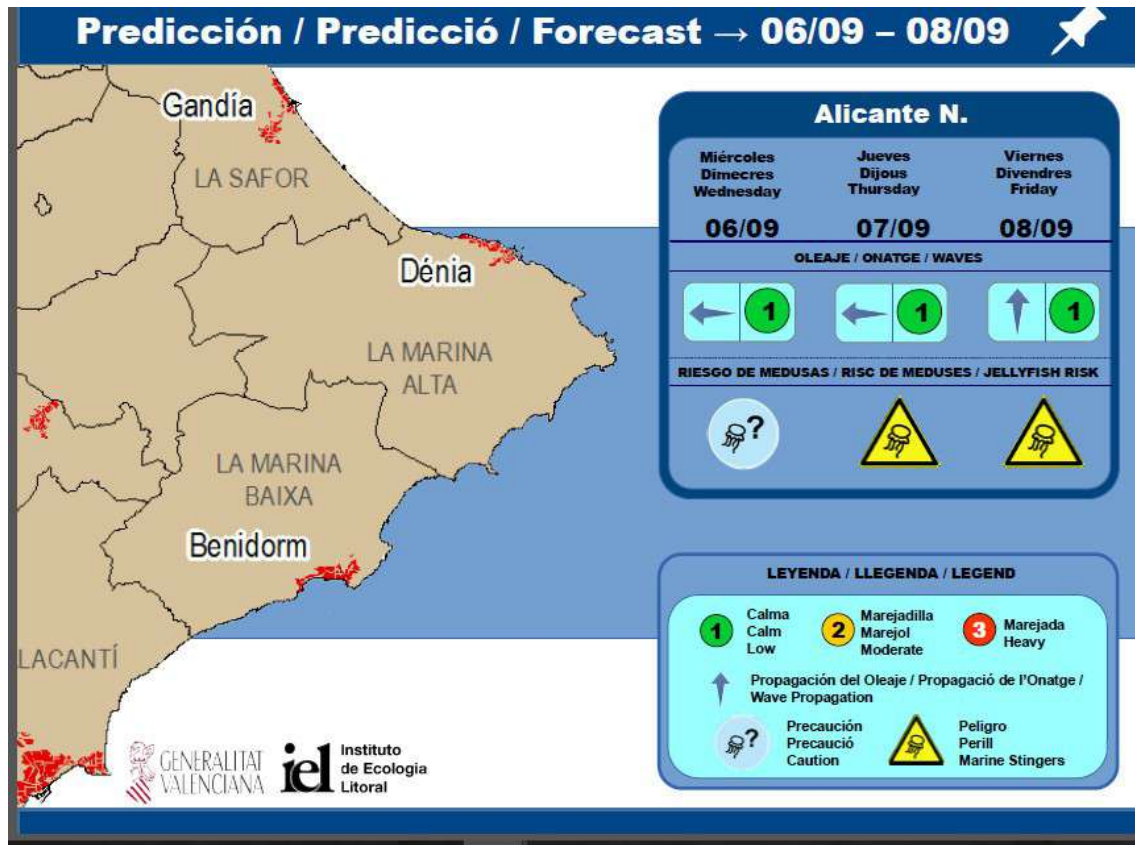 Predicción / Predicció / Forecast → 06/09 – 08/09
Gandía
LA SAFOR
Dénia
LA MARINA
ALTA
LA MARINA
BAIXA
Benidorm
LACANTÍ
GENERALITAT
VALENCIANA
iel
Instituto
de Ecología
Litoral
Alicante N.
Miércoles
Dimecres
Wednesday
06/09
Jueves
Dijous
Thursday
07/09
Viernes
Divendres
Friday
08/09
OLEAJE / ONATGE / WAVES
1
1
1
RIESGO DE MEDUSAS / RISC DE MEDUSES / JELLYFISH RISK
?
LEYENDA / LLEGENDA / LEGEND
1
Calma
Calm
Low
2
Marejadilla
Marejol
Moderate
3
Marejada
Heavy
Propagación del Oleaje / Propagació de l'Onatge /
Wave Propagation
?
Precaución
Precaució
Caution
Peligro
Perill
Marine Stingers